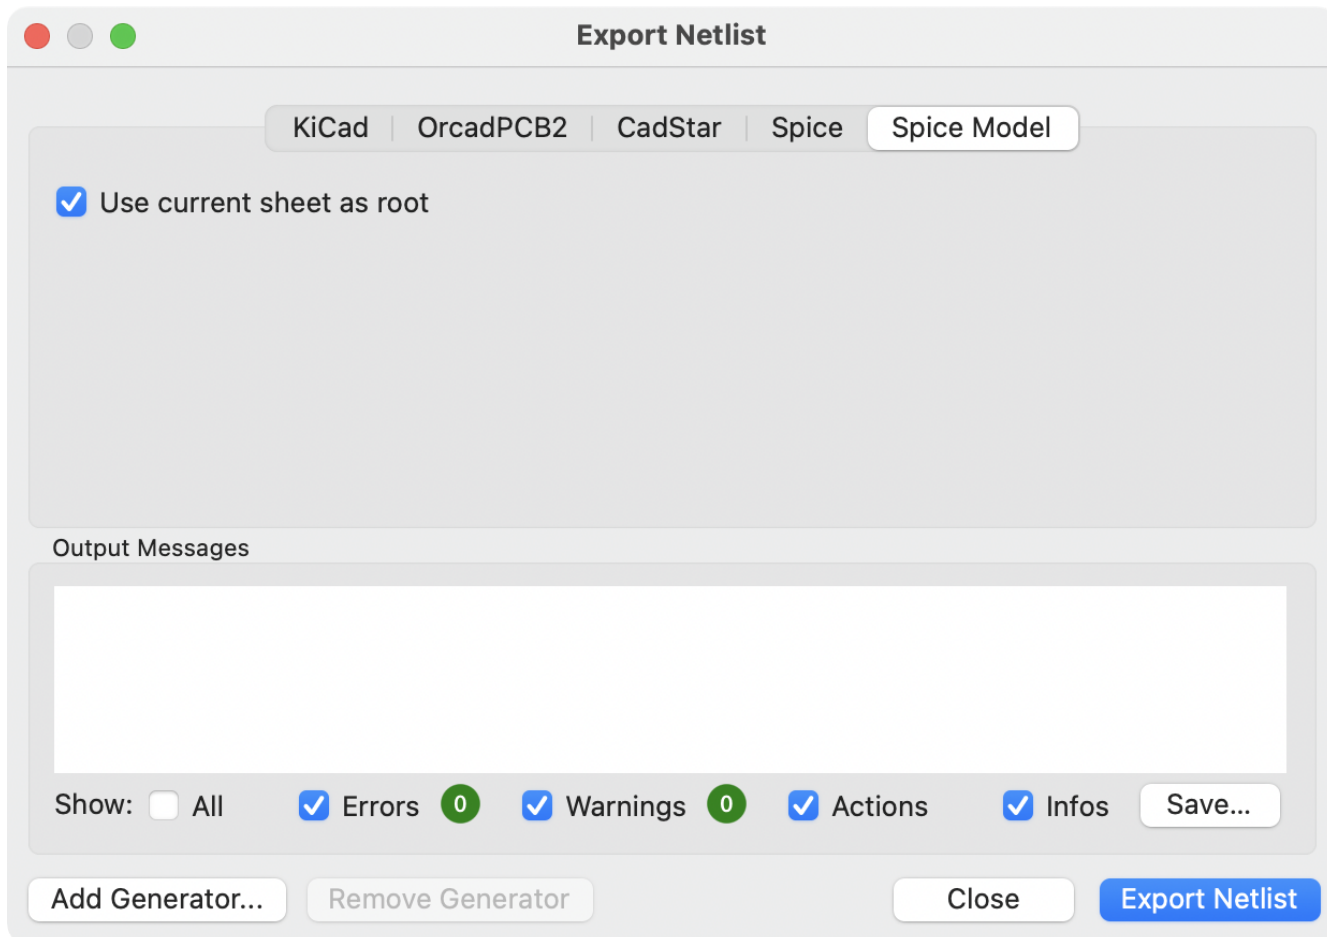 Export Netlist
KiCad OrcadPCB2 CadStar Spice Spice Model
Use current sheet as root
Output Messages
Show: All Errors 0 Warnings 0 Actions Infos Save...
Add Generator... Remove Generator Close Export Netlist